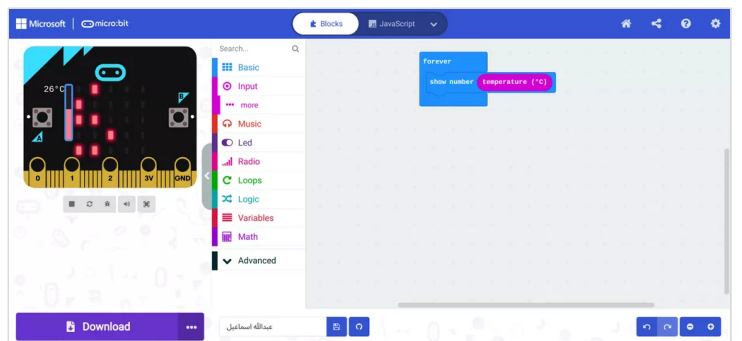 Microsoft micro:bit
Blocks
JavaScript
Search...
Basic
Input
more
Music
Led
Radio
Loops
Logic
Variables
Math
Advanced
forever
show number temperature (°C)
26°C
A
B
0 1 2 3V GND
Download
عبدالله اسماعيل